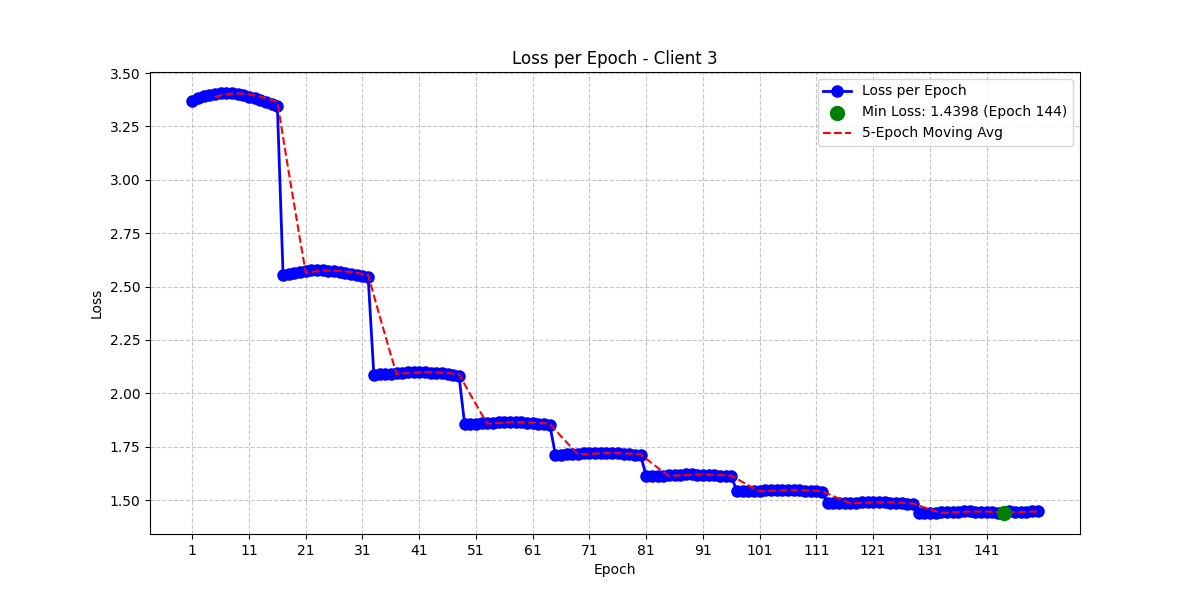 Loss per Epoch - Client 3
Loss per Epoch
Min Loss: 1.4398 (Epoch 144)
5-Epoch Moving Avg
Loss
3.50
3.25
3.00
2.75
2.50
2.25
2.00
1.75
1.50
1 11 21 31 41 51 61 71 81 91 101 111 121 131 141
Epoch